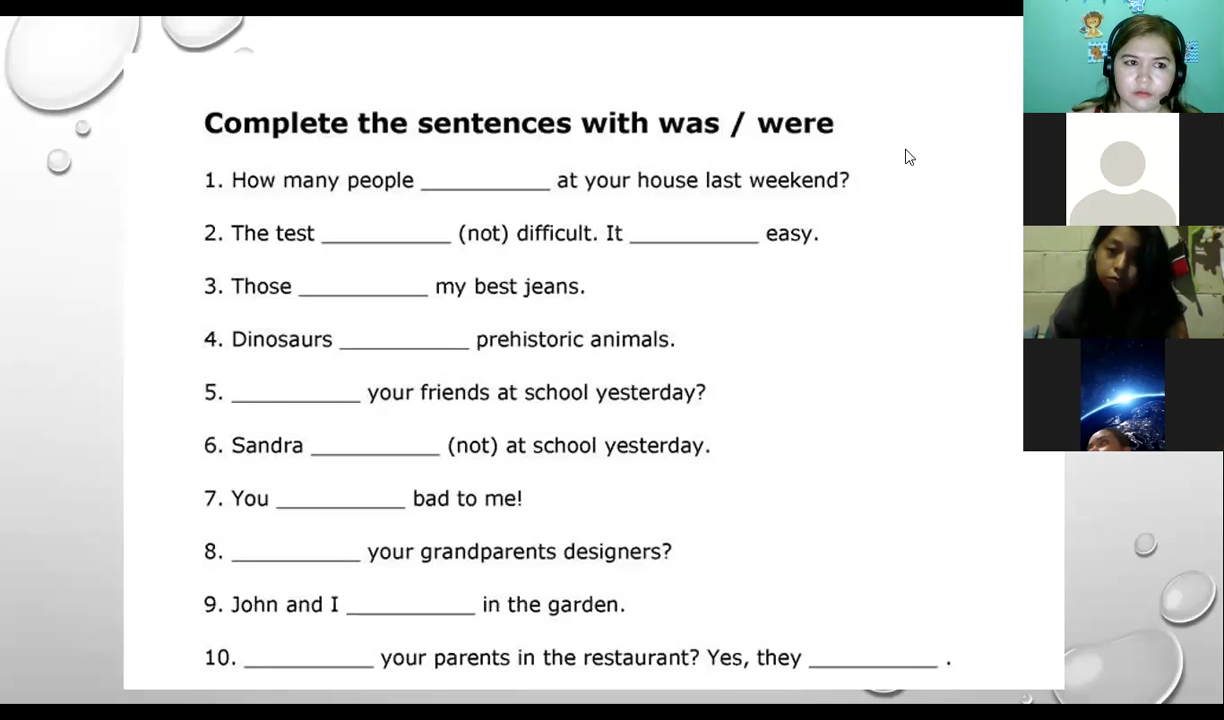 Complete the sentences with was / were
1. How many people ___________ at your house last weekend?
2. The test ___________ (not) difficult. It ___________ easy.
3. Those ___________ my best jeans.
4. Dinosaurs ___________ prehistoric animals.
5. ___________ your friends at school yesterday?
6. Sandra ___________ (not) at school yesterday.
7. You ___________ bad to me!
8. ___________ your grandparents designers?
9. John and I ___________ in the garden.
10. ___________ your parents in the restaurant? Yes, they ___________ .